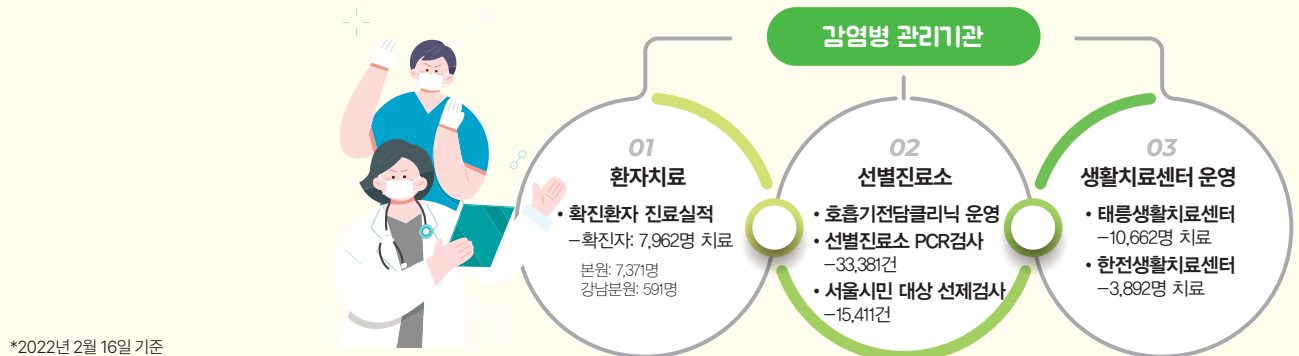 감염병 관리기관
01
환자치료
• 확진환자 진료실적
–확진자: 7,962명 치료
본원: 7,371명
강남분원: 591명
02
선별진료소
• 호흡기전담클리닉 운영
• 선별진료소 PCR검사
–33,381건
• 서울시민 대상 선제검사
–15,411건
03
생활치료센터 운영
• 태릉생활치료센터
–10,662명 치료
• 한전생활치료센터
–3,892명 치료
*2022년 2월 16일 기준